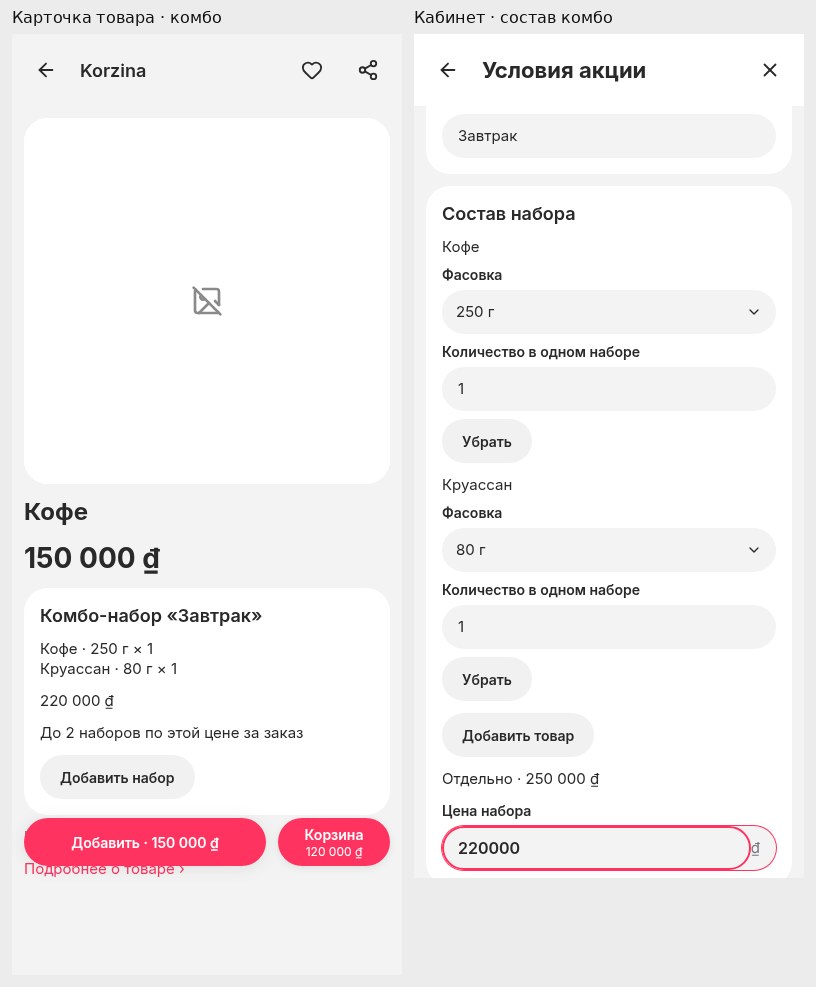 Карточка товара · комбо
Korzina
Кофе
150 000 ₫
Комбо-набор «Завтрак»
Кофе · 250 г × 1
Круассан · 80 г × 1
220 000 ₫
До 2 наборов по этой цене за заказ
Добавить набор
Добавить · 150 000 ₫
Корзина
120 000 ₫
Подробнее о товаре ›
Кабинет · состав комбо
Условия акции
Завтрак
Состав набора
Кофе
Фасовка
250 г
Количество в одном наборе
1
Убрать
Круассан
Фасовка
80 г
Количество в одном наборе
1
Убрать
Добавить товар
Отдельно · 250 000 ₫
Цена набора
220000 ₫